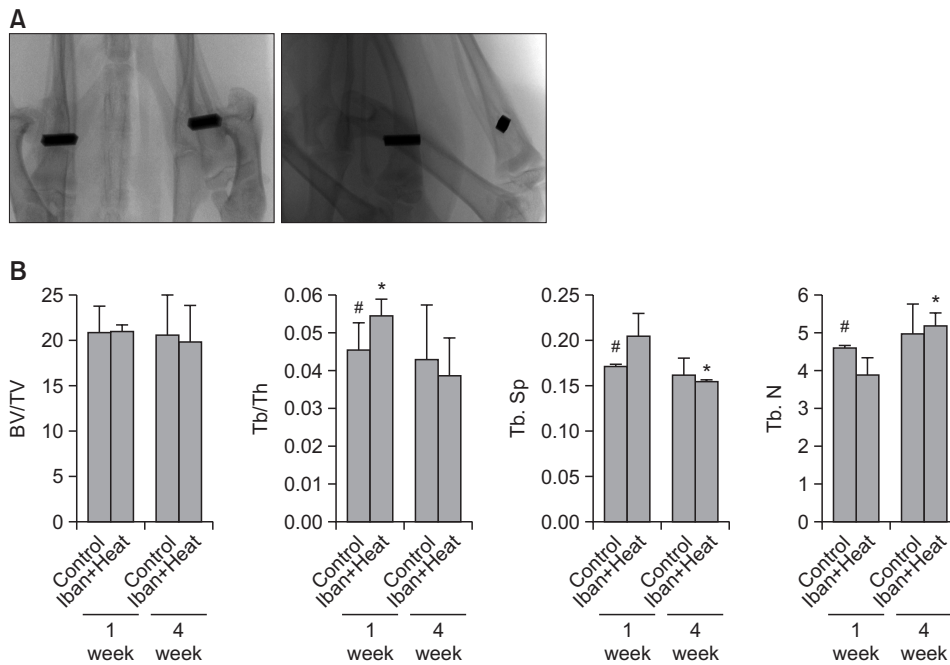 A
B
BV/TV
25
20
15
10
5
0
Control
Iban+Heat
Control
Iban+Heat
1
week
4
week
Tb/Th
0.06
0.05
0.04
0.03
0.02
0.01
0.00
#
*
Control
Iban+Heat
Control
Iban+Heat
1
week
4
week
Tb. Sp
0.25
0.20
0.15
0.10
0.05
0.00
#
*
Control
Iban+Heat
Control
Iban+Heat
1
week
4
week
Tb. N
6
5
4
3
2
1
0
#
*
Control
Iban+Heat
Control
Iban+Heat
1
week
4
week